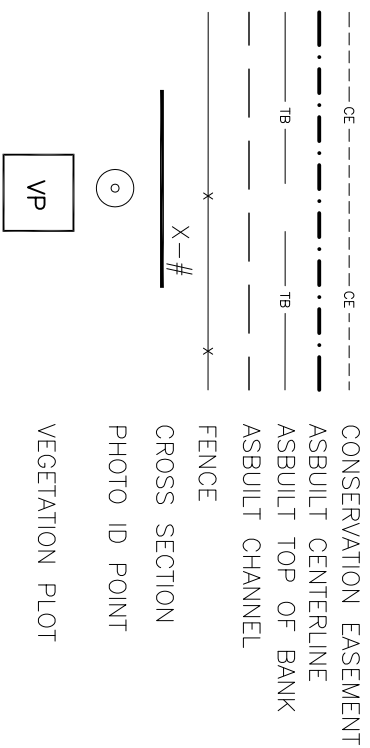 CE CE CONSERVATION EASEMENT
ASBUILT CENTERLINE
TB TB ASBUILT TOP OF BANK
ASBUILT CHANNEL
X X FENCE
X-# CROSS SECTION
PHOTO ID POINT
VP VEGETATION PLOT